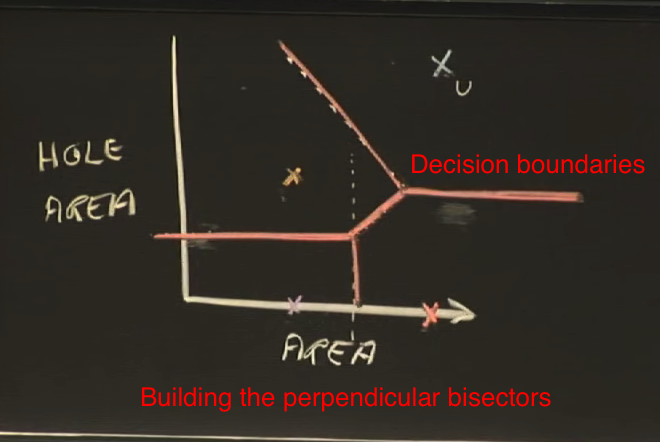 U
Decision boundaries
HOLE
AREA
AREA
Building the perpendicular bisectors